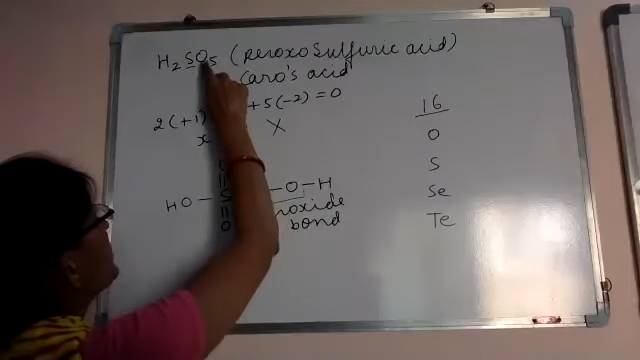 H2SO5 (Peroxosulfuric acid)
Caro's acid
2(+1) +5(-2) = 0
x X
HO – S – O – H
O
oxide
bond
16
O
S
Se
Te